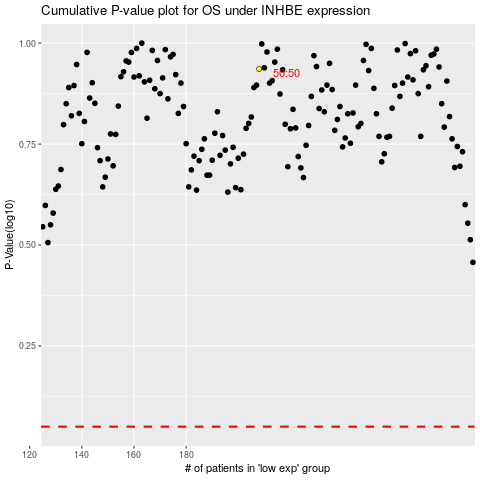 Cumulative P-value plot for OS under INHBE expression
P-Value(log10)
1.00
0.75
0.50
0.25
50:50
120 140 160 180
# of patients in 'low exp' group